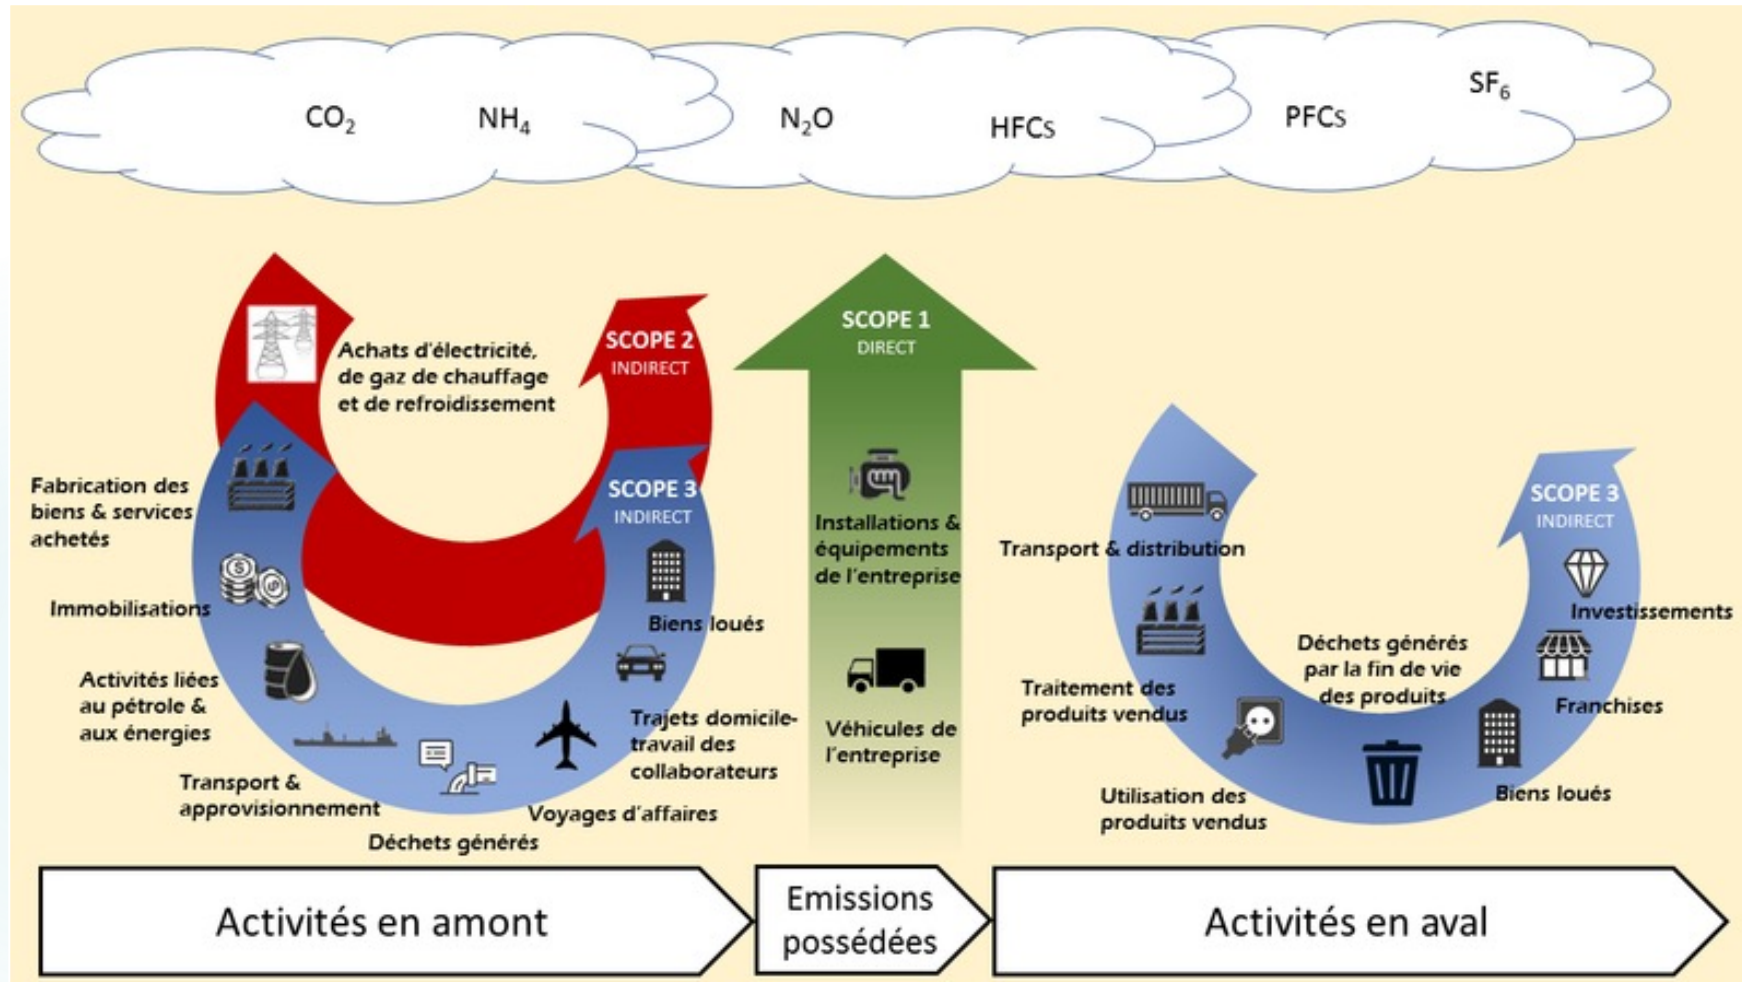 CO₂
NH₄
N₂O
HFCs
PFCs
SF₆
SCOPE 2
INDIRECT
Achats d'électricité,
de gaz de chauffage
et de refroidissement
SCOPE 3
INDIRECT
Fabrication des
biens & services
achetés
Immobilisations
Activités liées
au pétrole &
aux énergies
Transport &
approvisionnement
Déchets générés
Voyages d'affaires
Trajets domicile-
travail des
collaborateurs
Biens loués
SCOPE 1
DIRECT
Installations &
équipements
de l'entreprise
Véhicules de
l'entreprise
SCOPE 3
INDIRECT
Transport & distribution
Traitement des
produits vendus
Utilisation des
produits vendus
Déchets générés
par la fin de vie
des produits
Biens loués
Franchises
Investissements
Activités en amont
Emissions
possédées
Activités en aval